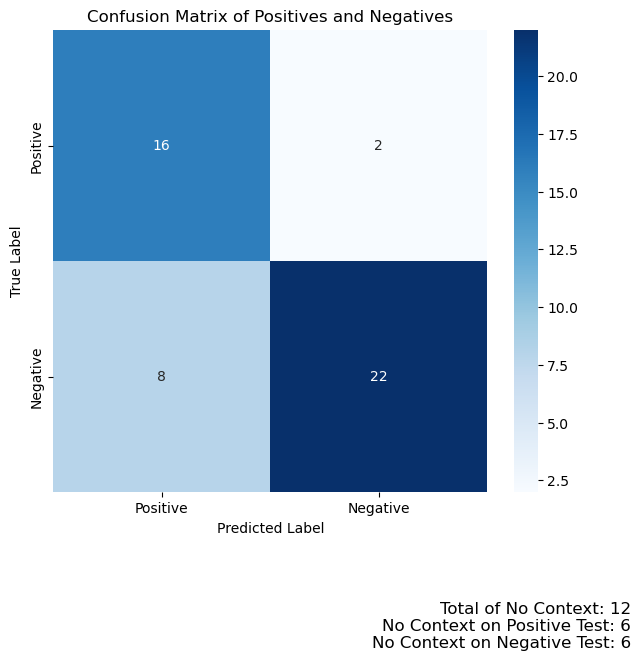 Confusion Matrix of Positives and Negatives
True Label
Positive
Negative
16
2
8
22
Positive
Negative
Predicted Label
20.0
17.5
15.0
12.5
10.0
7.5
5.0
2.5
Total of No Context: 12
No Context on Positive Test: 6
No Context on Negative Test: 6